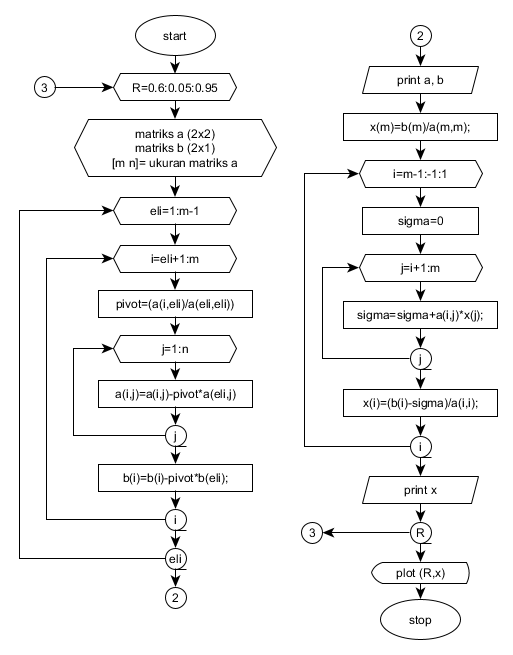 start
3
R=0.6:0.05:0.95
matriks a (2x2)
matriks b (2x1)
[m n]= ukuran matriks a
eli=1:m-1
i=eli+1:m
pivot=(a(i,eli)/a(eli,eli))
j=1:n
a(i,j)=a(i,j)-pivot*a(eli,j)
j
b(i)=b(i)-pivot*b(eli);
i
eli
2
2
print a, b
x(m)=b(m)/a(m,m);
i=m-1:-1:1
sigma=0
j=i+1:m
sigma=sigma+a(i,j)*x(j);
j
x(i)=(b(i)-sigma)/a(i,i);
i
print x
3
R
plot (R,x)
stop